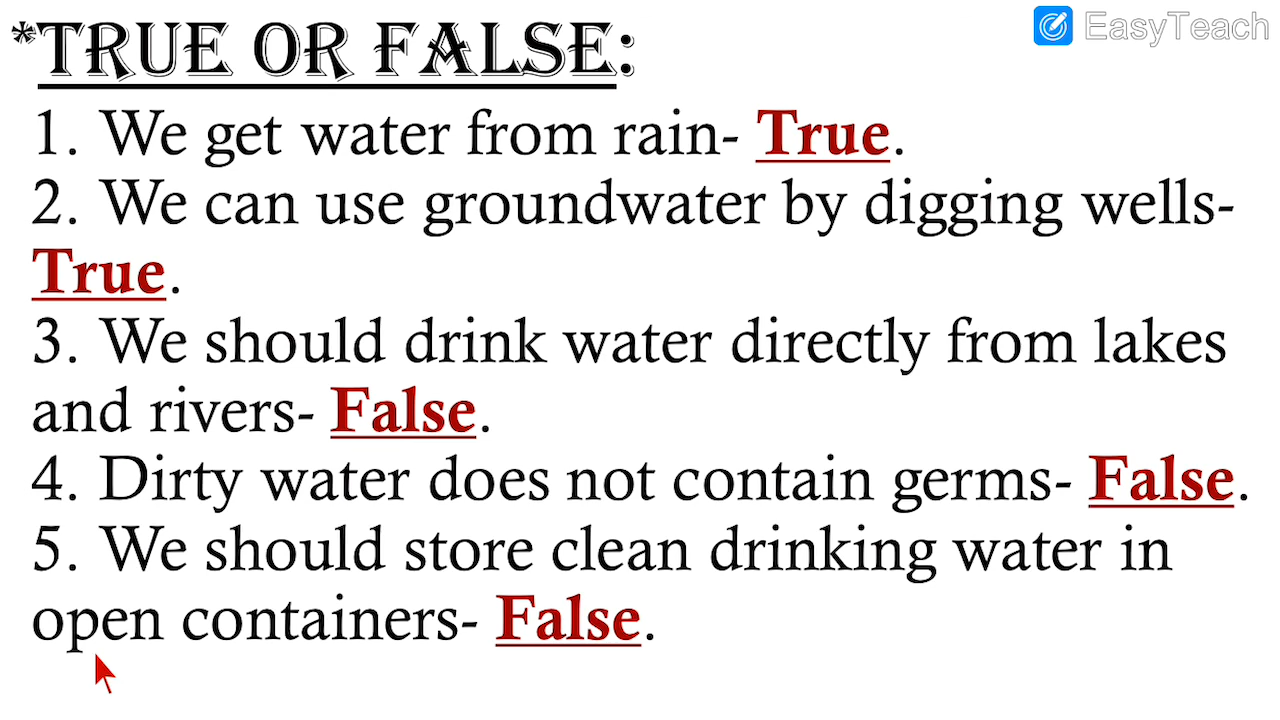 *TRUE OR FALSE:
EasyTeach
1. We get water from rain- True.
2. We can use groundwater by digging wells-
True.
3. We should drink water directly from lakes
and rivers- False.
4. Dirty water does not contain germs- False.
5. We should store clean drinking water in
open containers- False.